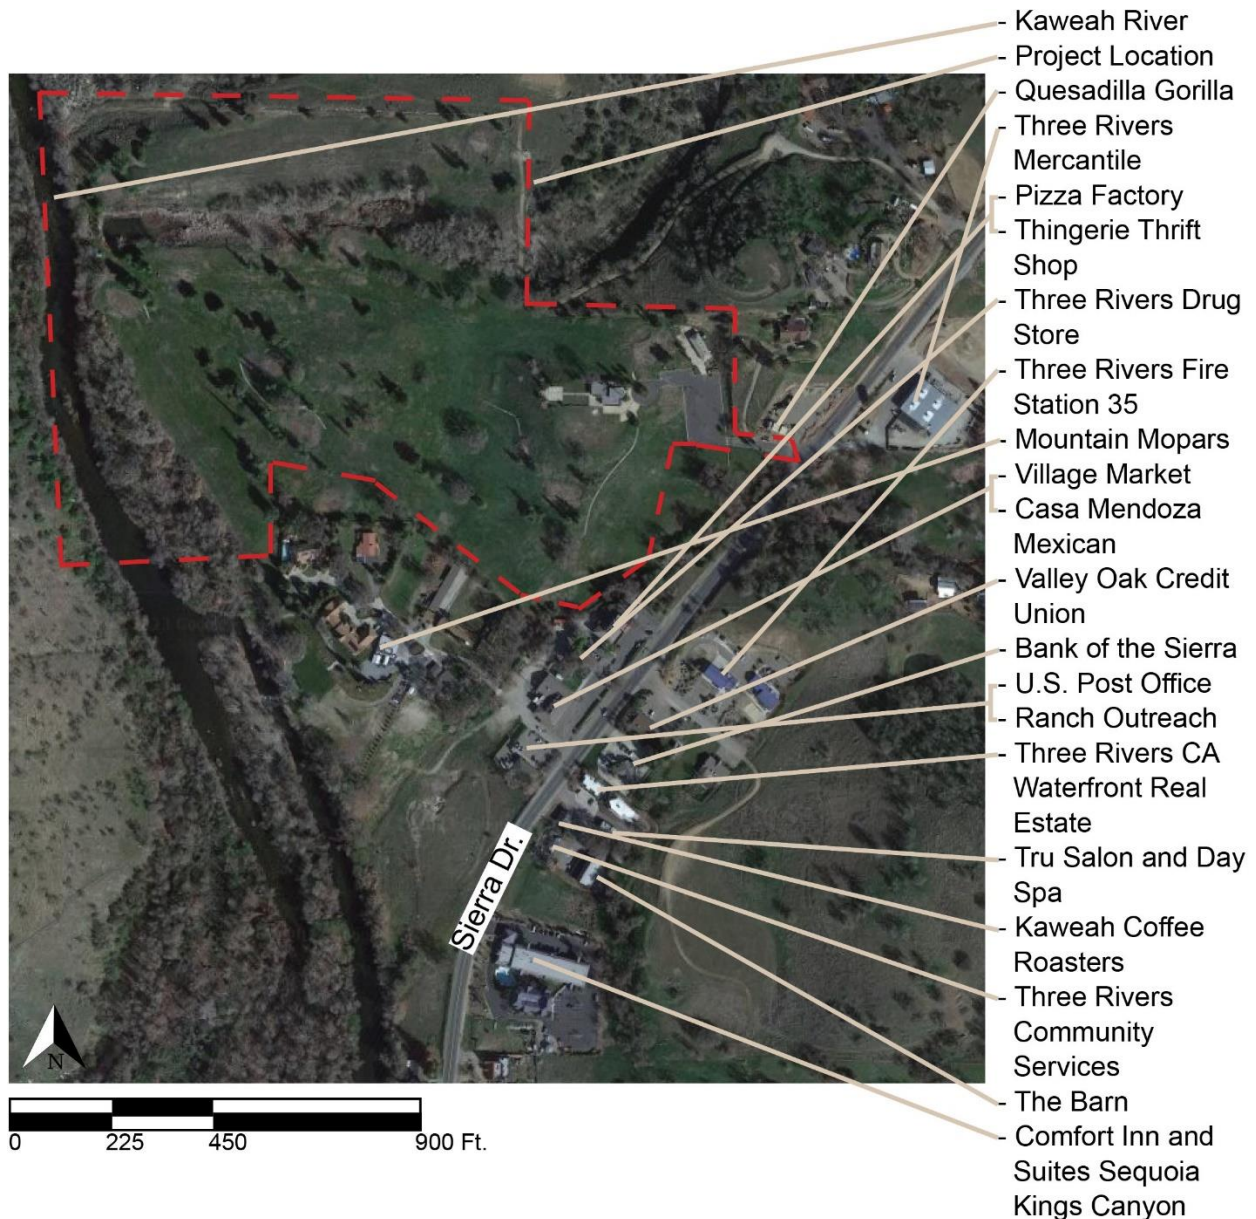 - Kaweah River
- Project Location
- Quesadilla Gorilla
- Three Rivers
Mercantile
- Pizza Factory
- Thingerie Thrift
Shop
- Three Rivers Drug
Store
- Three Rivers Fire
Station 35
- Mountain Mopars
- Village Market
- Casa Mendoza
Mexican
- Valley Oak Credit
Union
- Bank of the Sierra
- U.S. Post Office
- Ranch Outreach
- Three Rivers CA
Waterfront Real
Estate
- Tru Salon and Day
Spa
- Kaweah Coffee
Roasters
- Three Rivers
Community
Services
- The Barn
- Comfort Inn and
Suites Sequoia
Kings Canyon
Sierra Dr.
N
0 225 450 900 Ft.